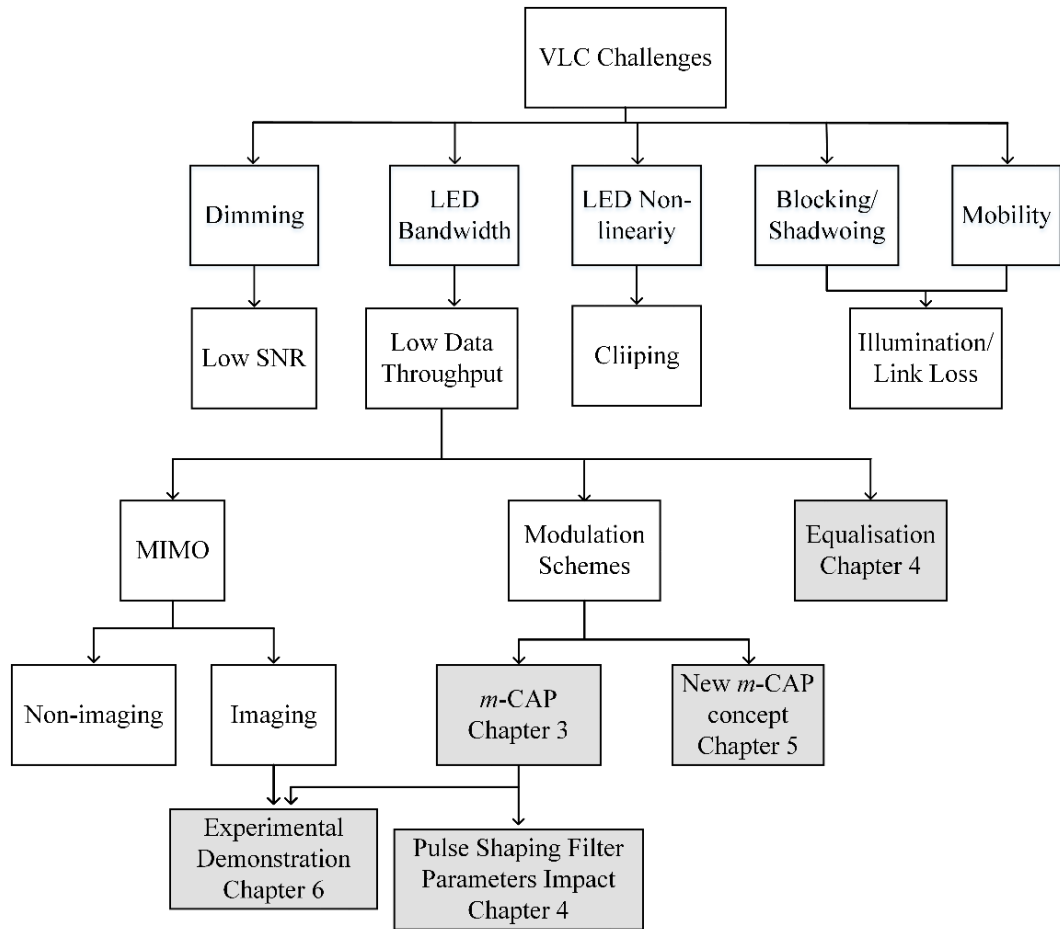 VLC Challenges
Dimming
LED
Bandwidth
LED Non-
lineariy
Blocking/
Shadwoing
Mobility
Low SNR
Low Data
Throughput
Cliiping
Illumination/
Link Loss
MIMO
Modulation
Schemes
Equalisation
Chapter 4
Non-imaging
Imaging
m-CAP
Chapter 3
New m-CAP
concept
Chapter 5
Experimental
Demonstration
Chapter 6
Pulse Shaping Filter
Parameters Impact
Chapter 4